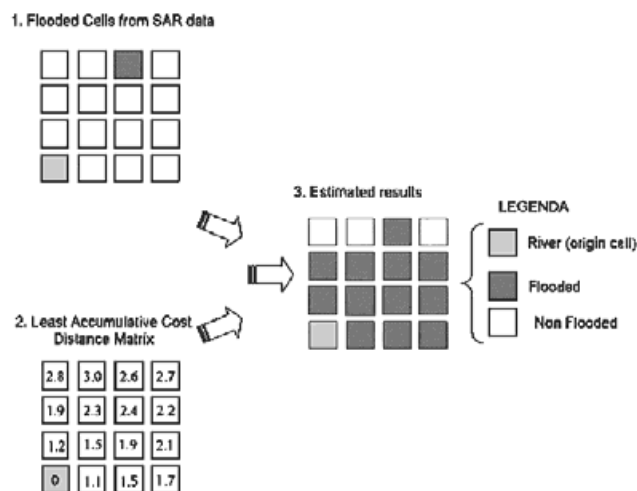 1. Flooded Cells from SAR data
3. Estimated results
LEGENDA
River (origin cell)
Flooded
Non Flooded
2. Least Accumulative Cost
Distance Matrix
2.8 3.0 2.6 2.7
1.9 2.3 2.4 2.2
1.2 1.5 1.9 2.1
0 1.1 1.5 1.7